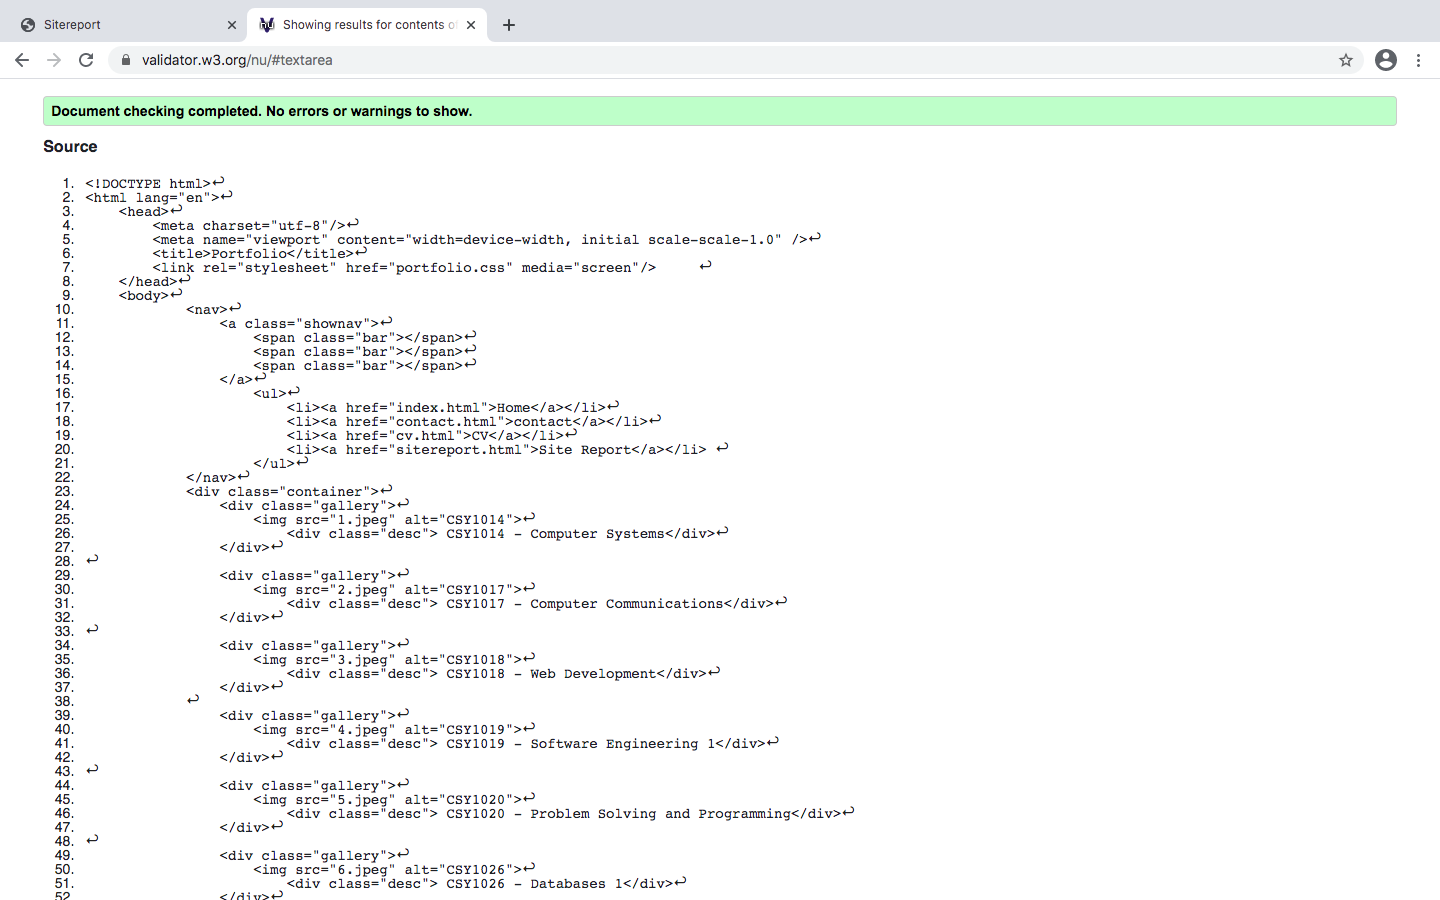 Sitereport
Showing results for contents o
validator.w3.org/nu/#textarea
Document checking completed. No errors or warnings to show.
Source
1. <!DOCTYPE html>↩
2. <html lang="en">↩
3. <head>↩
4. <meta charset="utf-8"/>↩
5. <meta name="viewport" content="width=device-width, initial scale-scale-1.0" />↩
6. <title>Portfolio</title>↩
7. <link rel="stylesheet" href="portfolio.css" media="screen"/> ↩
8. </head>↩
9. <body>↩
10. <nav>↩
11. <a class="shownav">↩
12. <span class="bar"></span>↩
13. <span class="bar"></span>↩
14. <span class="bar"></span>↩
15. </a>↩
16. <ul>↩
17. <li><a href="index.html">Home</a></li>↩
18. <li><a href="contact.html">contact</a></li>↩
19. <li><a href="cv.html">CV</a></li>↩
20. <li><a href="sitereport.html">Site Report</a></li> ↩
21. </ul>↩
22. </nav>↩
23. <div class="container">↩
24. <div class="gallery">↩
25. <img src="1.jpeg" alt="CSY1014">↩
26. <div class="desc"> CSY1014 - Computer Systems</div>↩
27. </div>↩
28. ↩
29. <div class="gallery">↩
30. <img src="2.jpeg" alt="CSY1017">↩
31. <div class="desc"> CSY1017 - Computer Communications</div>↩
32. </div>↩
33. ↩
34. <div class="gallery">↩
35. <img src="3.jpeg" alt="CSY1018">↩
36. <div class="desc"> CSY1018 - Web Development</div>↩
37. </div>↩
38. ↩
39. <div class="gallery">↩
40. <img src="4.jpeg" alt="CSY1019">↩
41. <div class="desc"> CSY1019 - Software Engineering 1</div>↩
42. </div>↩
43. ↩
44. <div class="gallery">↩
45. <img src="5.jpeg" alt="CSY1020">↩
46. <div class="desc"> CSY1020 - Problem Solving and Programming</div>↩
47. </div>↩
48. ↩
49. <div class="gallery">↩
50. <img src="6.jpeg" alt="CSY1026">↩
51. <div class="desc"> CSY1026 - Databases 1</div>↩
52. </div>↩